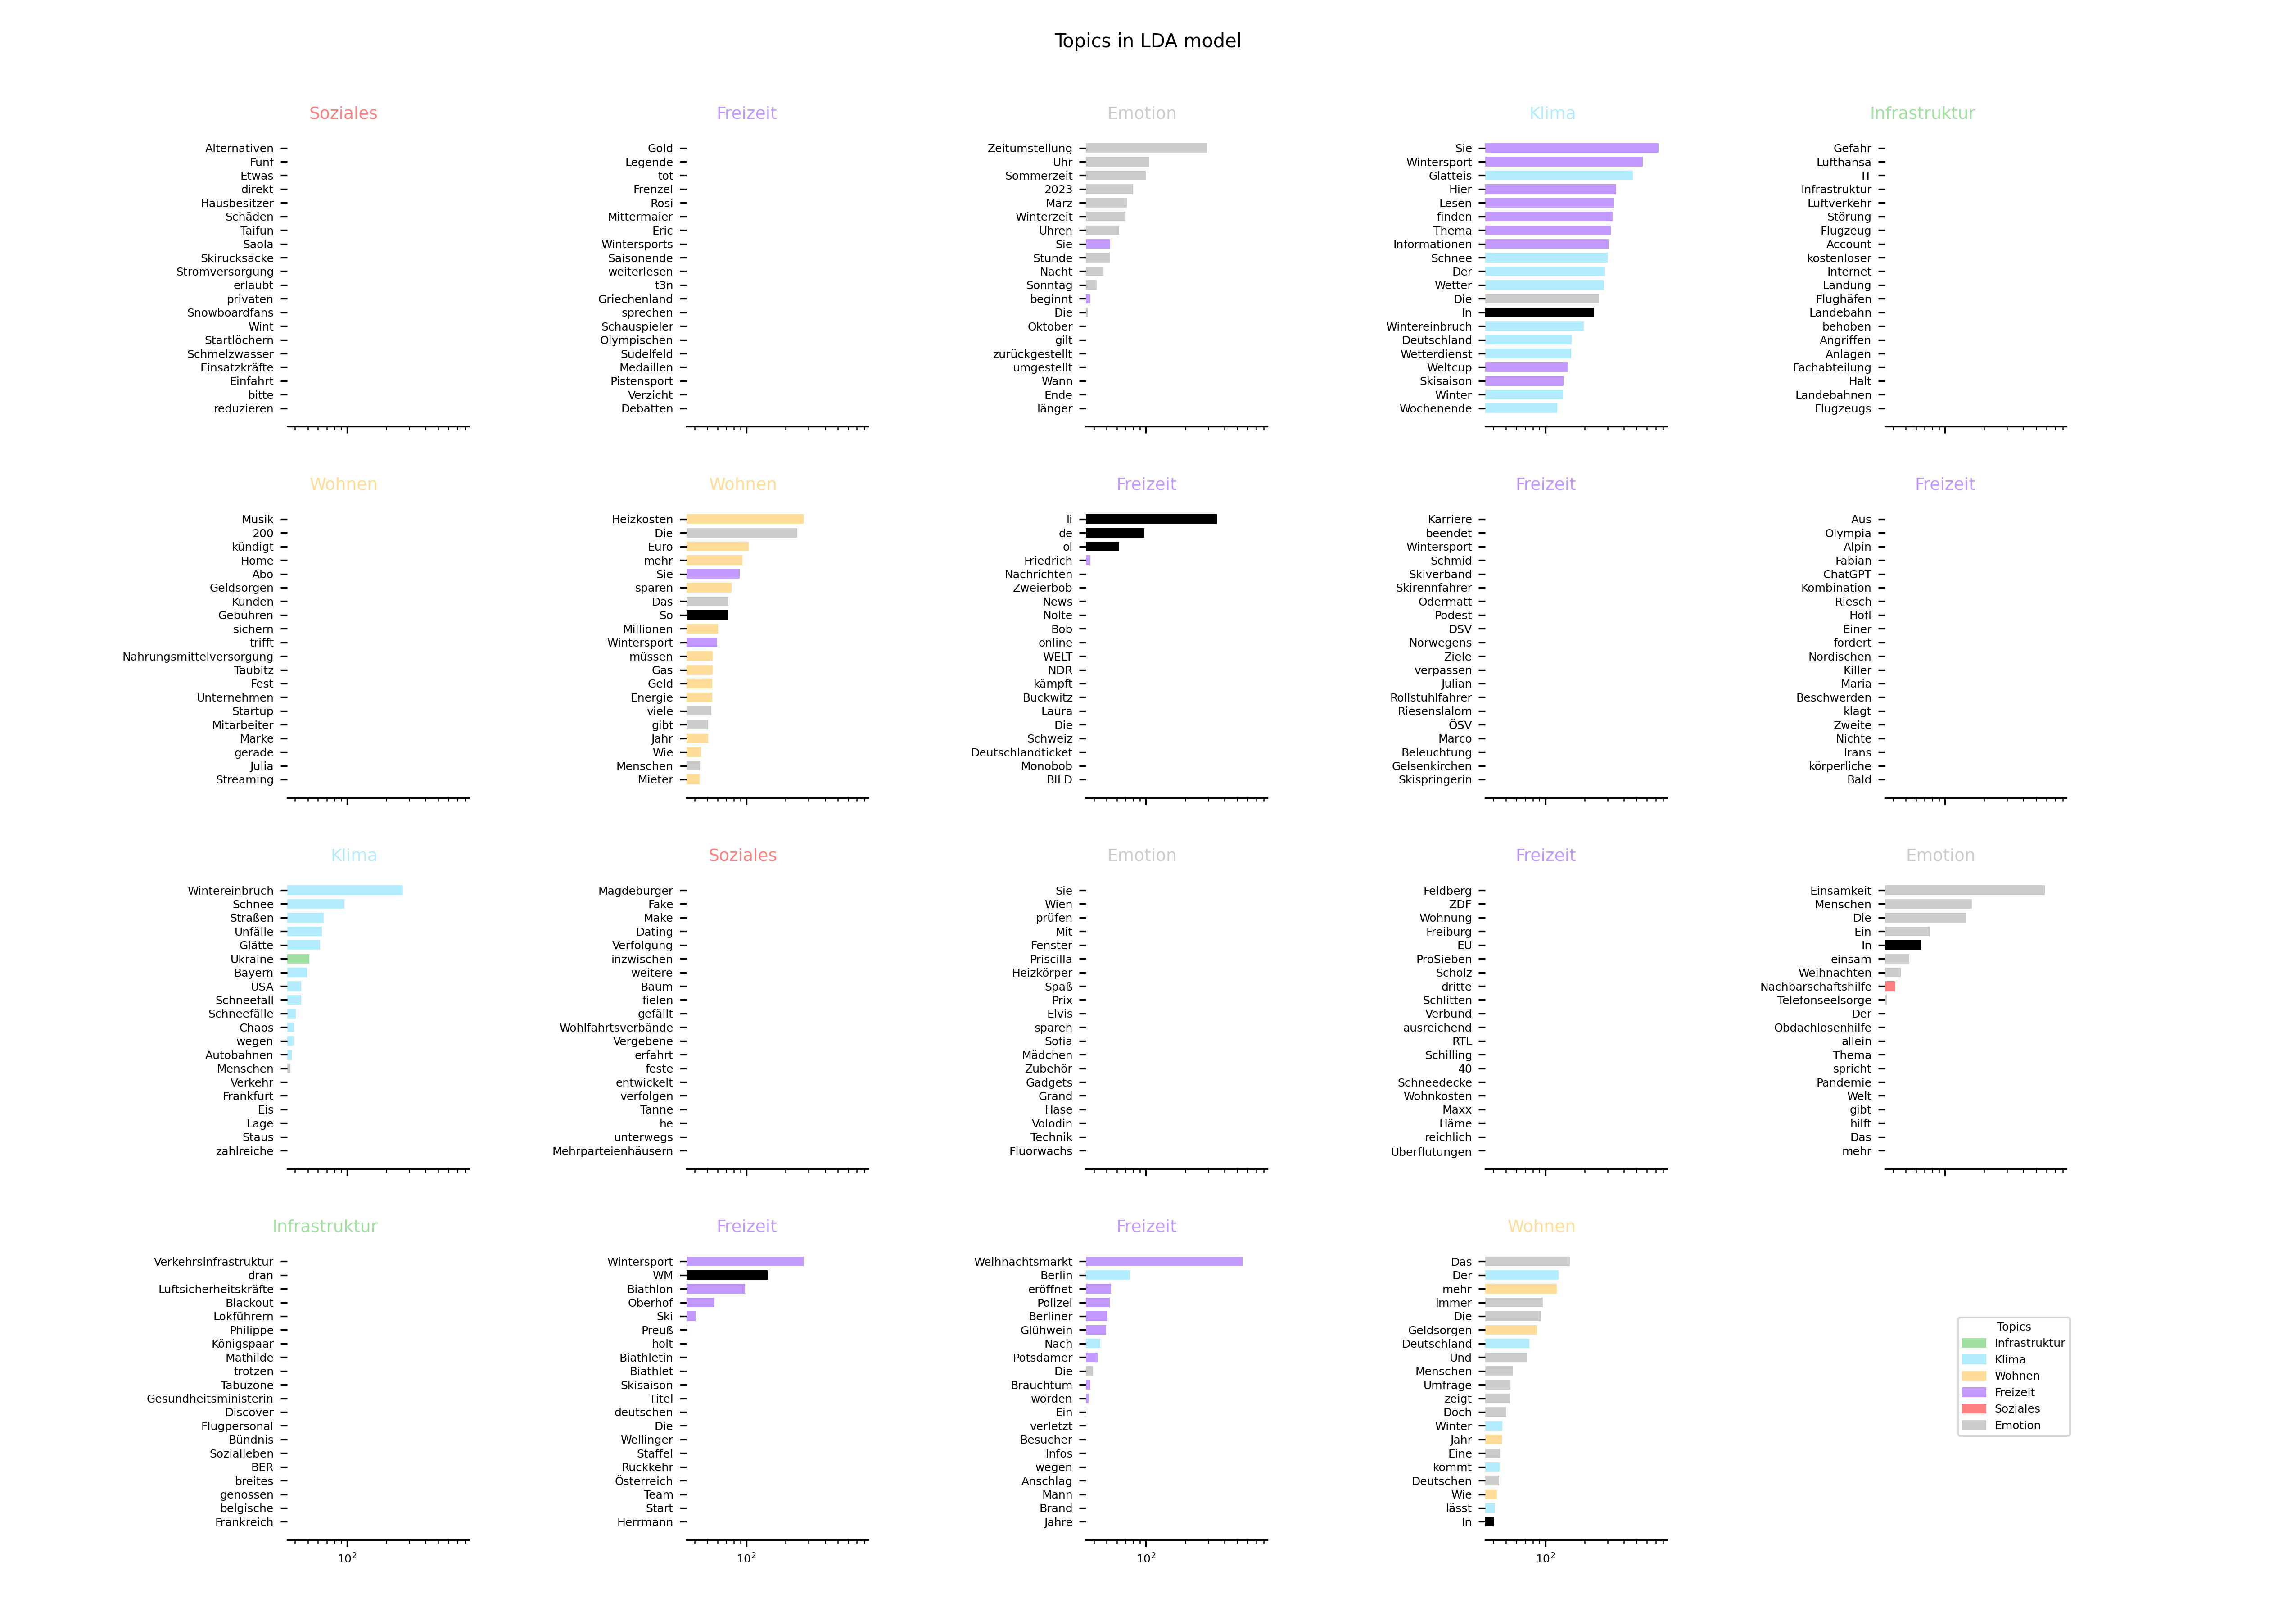 Topics in LDA model
Soziales
Alternativen
Fünf
Etwas
direkt
Hausbesitzer
Schäden
Taifun
Saola
Skirucksäcke
Stromversorgung
erlaubt
privaten
Snowboardfans
Wint
Startlöchern
Schmelzwasser
Einsatzkräfte
Einfahrt
bitte
reduzieren
Freizeit
Gold
Legende
tot
Frenzel
Rosi
Mittermaier
Eric
Wintersports
Saisonende
weiterlesen
t3n
Griechenland
sprechen
Schauspieler
Olympischen
Sudelfeld
Medaillen
Pistensport
Verzicht
Debatten
Emotion
Zeitumstellung
Uhr
Sommerzeit
2023
März
Winterzeit
Uhren
Sie
Stunde
Nacht
Sonntag
beginnt
Die
Oktober
gilt
zurückgestellt
umgestellt
Wann
Ende
länger
Klima
Sie
Wintersport
Glatteis
Hier
Lesen
finden
Thema
Informationen
Schnee
Der
Wetter
Die
In
Wintereinbruch
Deutschland
Wetterdienst
Weltcup
Skisaison
Winter
Wochenende
Infrastruktur
Gefahr
Lufthansa
IT
Infrastruktur
Luftverkehr
Störung
Flugzeug
Account
kostenloser
Internet
Landung
Flughäfen
Landebahn
behoben
Angriffen
Anlagen
Fachabteilung
Halt
Landebahnen
Flugzeugs
Wohnen
Musik
200
kündigt
Home
Abo
Geldsorgen
Kunden
Gebühren
sichern
trifft
Nahrungsmittelversorgung
Taubitz
Fest
Unternehmen
Startup
Mitarbeiter
Marke
gerade
Julia
Streaming
Wohnen
Heizkosten
Die
Euro
mehr
Sie
sparen
Das
So
Millionen
Wintersport
müssen
Gas
Geld
Energie
viele
gibt
Jahr
Wie
Menschen
Mieter
Freizeit
li
de
ol
Friedrich
Nachrichten
Zweierbob
News
Nolte
Bob
online
WELT
NDR
kämpft
Buckwitz
Laura
Die
Schweiz
Deutschlandticket
Monobob
BILD
Freizeit
Karriere
beendet
Wintersport
Schmid
Skiverband
Skirennfahrer
Odermatt
Podest
DSV
Norwegens
Ziele
verpassen
Julian
Rollstuhlfahrer
Riesenslalom
ÖSV
Marco
Beleuchtung
Gelsenkirchen
Skispringerin
Freizeit
Aus
Olympia
Alpin
Fabian
ChatGPT
Kombination
Riesch
Höfl
Einer
fordert
Nordischen
Killer
Maria
Beschwerden
klagt
Zweite
Nichte
Irans
körperliche
Bald
Klima
Wintereinbruch
Schnee
Straßen
Unfälle
Glätte
Ukraine
Bayern
USA
Schneefall
Schneefälle
Chaos
wegen
Autobahnen
Menschen
Verkehr
Frankfurt
Eis
Lage
Staus
zahlreiche
Soziales
Magdeburger
Fake
Make
Dating
Verfolgung
inzwischen
weitere
Baum
fielen
gefällt
Wohlfahrtsverbände
Vergebene
erfahrt
feste
entwickelt
verfolgen
Tanne
he
unterwegs
Mehrparteienhäusern
Emotion
Sie
Wien
prüfen
Mit
Fenster
Priscilla
Heizkörper
Spaß
Prix
Elvis
sparen
Sofia
Mädchen
Zubehör
Gadgets
Grand
Hase
Volodin
Technik
Fluorwachs
Freizeit
Feldberg
ZDF
Wohnung
Freiburg
EU
ProSieben
Scholz
dritte
Schlitten
Verbund
ausreichend
RTL
Schilling
40
Schneedecke
Wohnkosten
Maxx
Häme
reichlich
Überflutungen
Emotion
Einsamkeit
Menschen
Die
Ein
In
einsam
Weihnachten
Nachbarschaftshilfe
Telefonseelsorge
Der
Obdachlosenhilfe
allein
Thema
spricht
Pandemie
Welt
gibt
hilft
Das
mehr
Infrastruktur
Verkehrsinfrastruktur
dran
Luftsicherheitskräfte
Blackout
Lokführern
Philippe
Königspaar
Mathilde
trotzen
Tabuzone
Gesundheitsministerin
Discover
Flugpersonal
Bündnis
Sozialleben
BER
breites
genossen
belgische
Frankreich
10²
Freizeit
Wintersport
WM
Biathlon
Oberhof
Ski
Preuß
holt
Biathletin
Biathlet
Skisaison
Titel
deutschen
Die
Wellinger
Staffel
Rückkehr
Österreich
Team
Start
Herrmann
10²
Freizeit
Weihnachtsmarkt
Berlin
eröffnet
Polizei
Berliner
Glühwein
Nach
Potsdamer
Die
Brauchtum
worden
Ein
verletzt
Besucher
Infos
wegen
Anschlag
Mann
Brand
Jahre
10²
Wohnen
Das
Der
mehr
immer
Die
Geldsorgen
Deutschland
Und
Menschen
Umfrage
zeigt
Doch
Winter
Jahr
Eine
kommt
Deutschen
Wie
lässt
In
10²
Topics
Infrastruktur
Klima
Wohnen
Freizeit
Soziales
Emotion